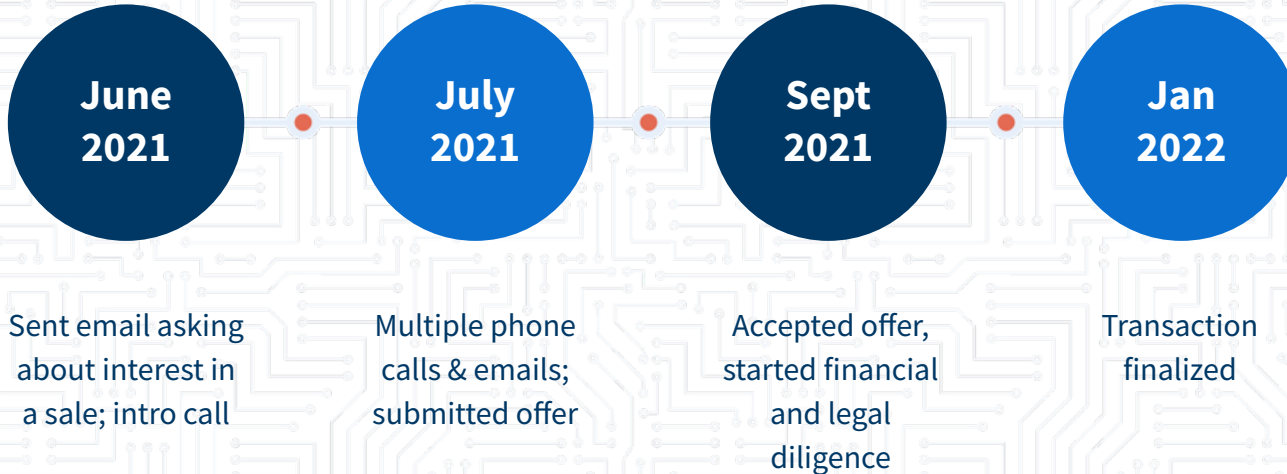 June
2021
July
2021
Sept
2021
Jan
2022
Sent email asking
about interest in
a sale; intro call
Multiple phone
calls & emails;
submitted offer
Accepted offer,
started financial
and legal
diligence
Transaction
finalized